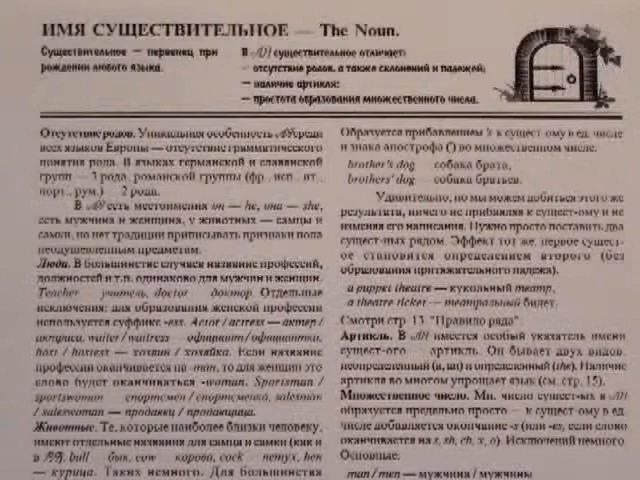 ИМЯ СУЩЕСТВИТЕЛЬНОЕ — The Noun.
Существительное — первенец при
рождении любого языка.
В АЯ существительное отличает:
— отсутствие родов, а также склонений и падежей;
— наличие артикля;
— простота образования множественного числа.
Отсутствие родов. Уникальная особенность АЯ среди
всех языков Европы — отсутствие грамматического
понятия рода. В языках германской и славянской
групп — 3 рода, романской группы (фр., исп., ит.,
порт., рум.) — 2 рода.
В АЯ есть местоимения он — he, она — she,
есть мужчина и женщина, у животных — самцы и
самки, но нет традиции приписывать признаки пола
неодушевленным предметам.
Люди. В большинстве случаев название профессий,
должностей и т.п. одинаково для мужчин и женщин.
Teacher учитель, doctor доктор. Отдельные
исключения: для образования женской профессии
используется суффикс -ess. Actor / actress — актер /
актриса, waiter / waitress — официант / официантка,
host / hostess — хозяин / хозяйка. Если название
профессии оканчивается на -man, то для женщин это
слово будет оканчиваться -woman. Sportsman /
sportswoman — спортсмен / спортсменка, salesman
/ saleswoman — продавец / продавщица.
Животные. Те, которые наиболее близки человеку,
имеют отдельные названия для самца и самки (как и
в РЯ). bull — бык, cow — корова, cock — петух, hen
— курица. Таких немного. Для большинства
Образуется прибавлением 's к сущест-ому в ед. числе
и знака апострофа (') во множественном числе.
brother's dog — собака брата,
brothers' dog — собака братьев.
Удивительно, но мы можем добиться этого же
результата, ничего не прибавляя к сущест-ому и не
изменяя его написания. Нужно просто поставить два
сущест-ных рядом. Эффект тот же, первое сущест-
ое становится определением второго (без
образования притяжательного падежа).
a puppet theatre — кукольный театр,
a theatre ticket — театральный билет.
Смотри стр. 13 "Правило ряда".
Артикль. В АЯ имеется особый указатель имени
сущест-ого — артикль. Он бывает двух видов:
неопределенный (a, an) и определенный (the). Наличие
артикля во многом упрощает язык (см. стр. 15).
Множественное число. Мн. число сущест-ых в АЯ
образуется предельно просто — к сущест-ому в ед.
числе добавляется окончание -s (или -es, если слово
оканчивается на s, sh, ch, x, o). Исключений немного.
Основные:
man / men — мужчина / мужчины